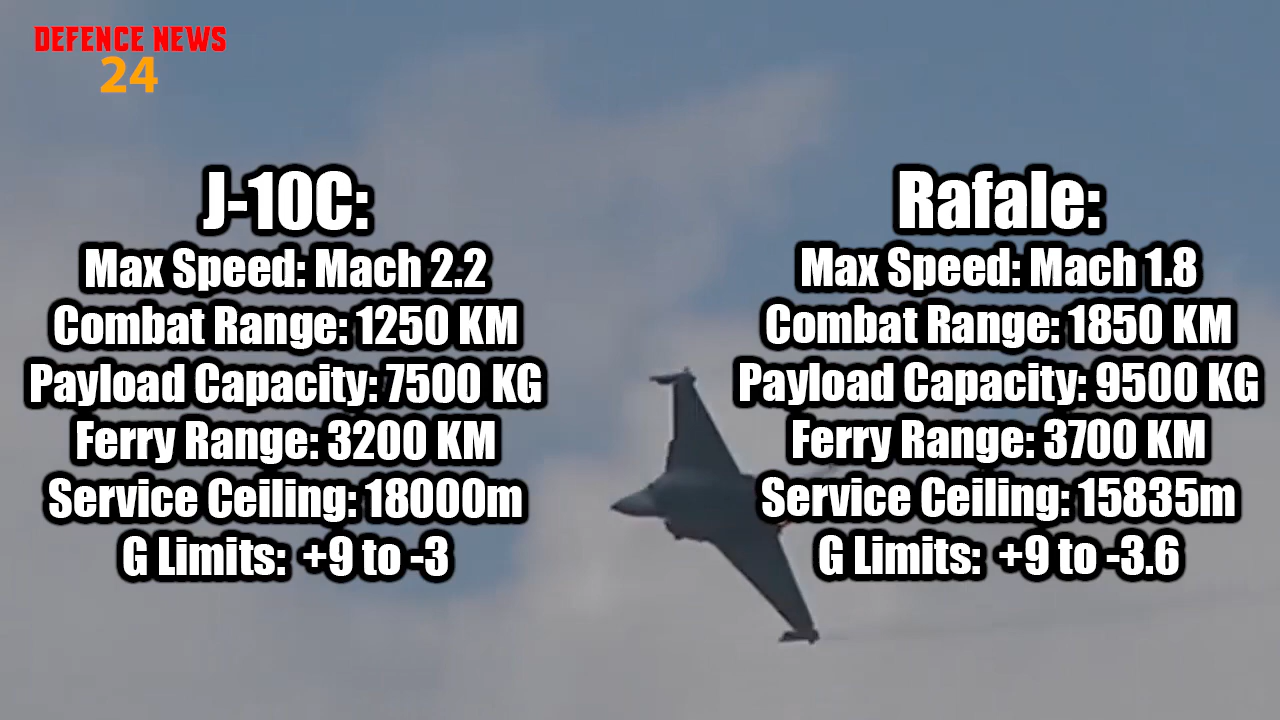 DEFENCE NEWS
24
J-10C:
Max Speed: Mach 2.2
Combat Range: 1250 KM
Payload Capacity: 7500 KG
Ferry Range: 3200 KM
Service Ceiling: 18000m
G Limits: +9 to -3
Rafale:
Max Speed: Mach 1.8
Combat Range: 1850 KM
Payload Capacity: 9500 KG
Ferry Range: 3700 KM
Service Ceiling: 15835m
G Limits: +9 to -3.6